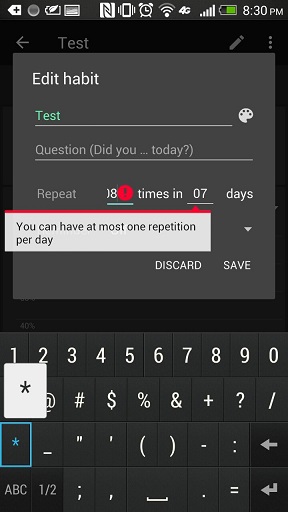 4G 8:30 PM
Test
Edit habit
Test
Question (Did you ... today?)
Repeat 08 times in 07 days
You can have at most one repetition
per day
DISCARD SAVE
40%
1 2 3 4 5 6 7 8 9 0
* @ # $ % & + ? /
* _ " ' ( ) - :
ABC 1/2 ; , . !